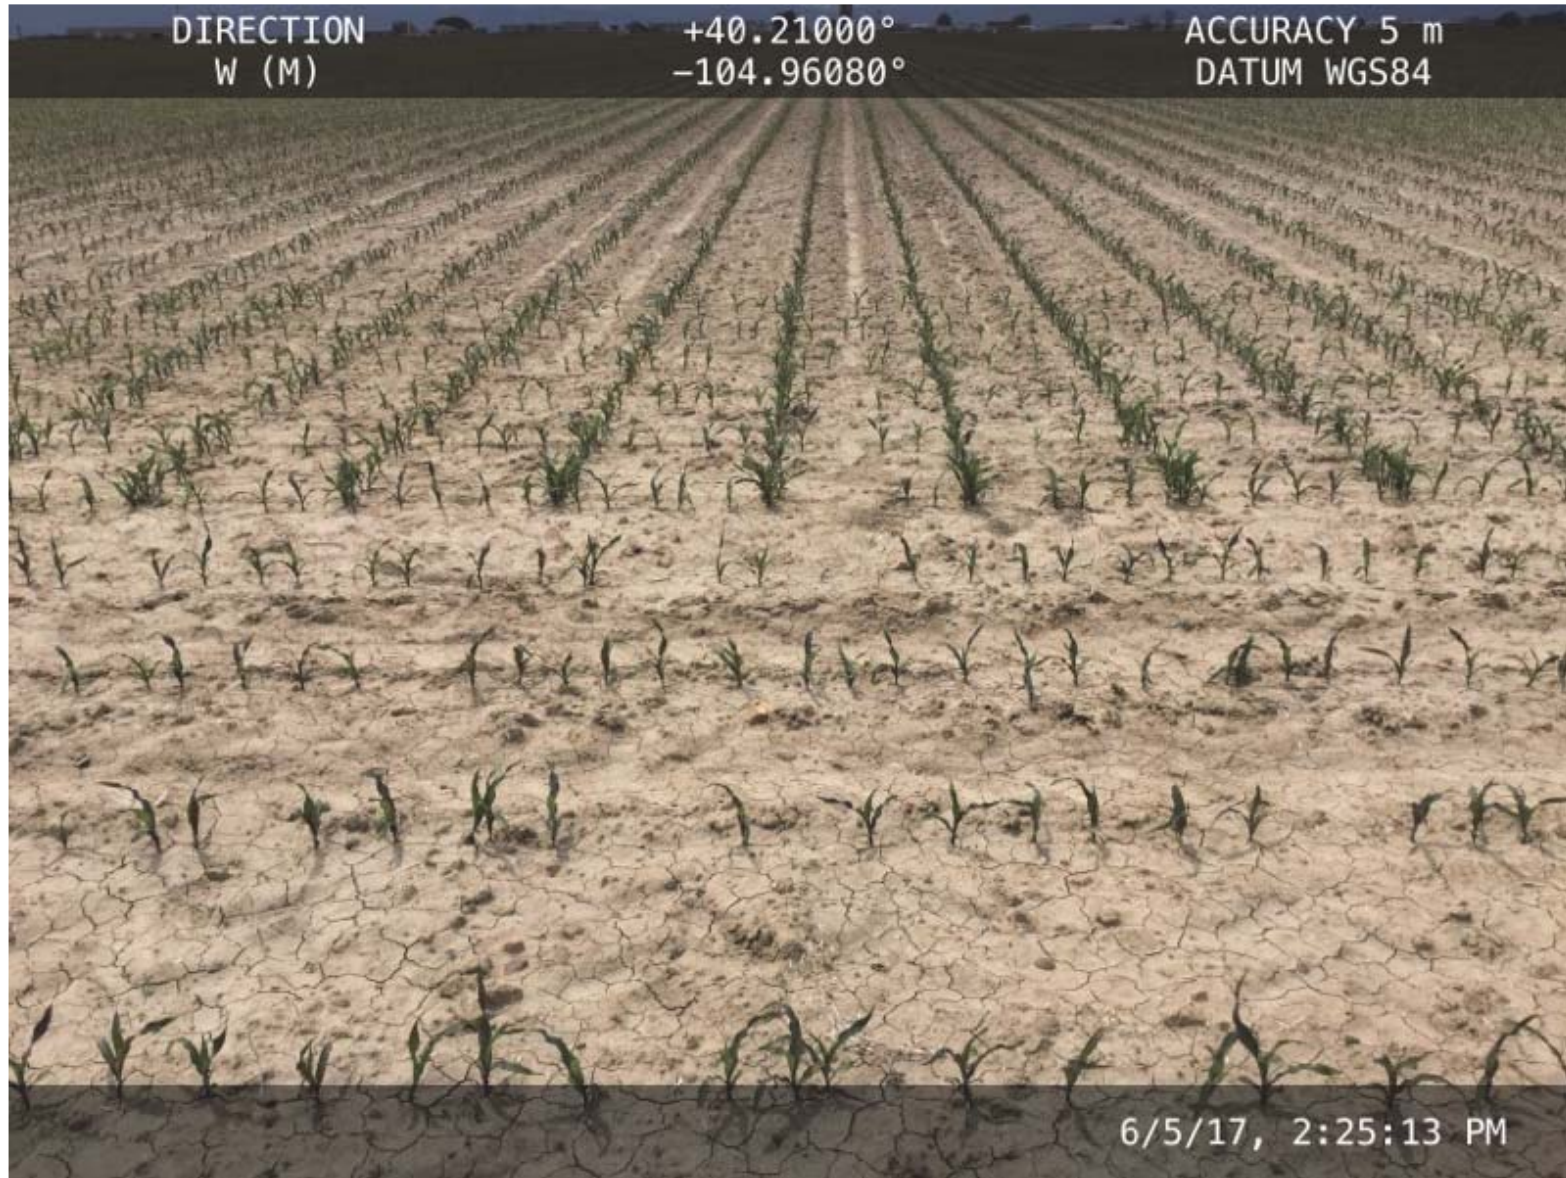 DIRECTION
W (M)
+40.21000°
−104.96080°
ACCURACY 5 m
DATUM WGS84
6/5/17, 2:25:13 PM